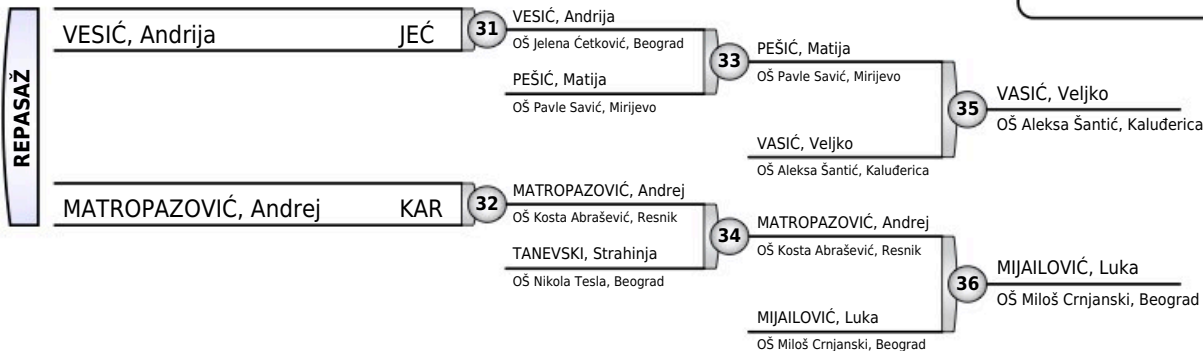 REPASAŽ
VESIĆ, Andrija JEĆ
31
VESIĆ, Andrija
OŠ Jelena Ćetković, Beograd
PEŠIĆ, Matija
OŠ Pavle Savić, Mirijevo
33
PEŠIĆ, Matija
OŠ Pavle Savić, Mirijevo
VASIĆ, Veljko
OŠ Aleksa Šantić, Kaluđerica
35
VASIĆ, Veljko
OŠ Aleksa Šantić, Kaluđerica
MATROPAZOVIĆ, Andrej KAR
32
MATROPAZOVIĆ, Andrej
OŠ Kosta Abrašević, Resnik
TANEVSKI, Strahinja
OŠ Nikola Tesla, Beograd
34
MATROPAZOVIĆ, Andrej
OŠ Kosta Abrašević, Resnik
MIJAILOVIĆ, Luka
OŠ Miloš Crnjanski, Beograd
36
MIJAILOVIĆ, Luka
OŠ Miloš Crnjanski, Beograd